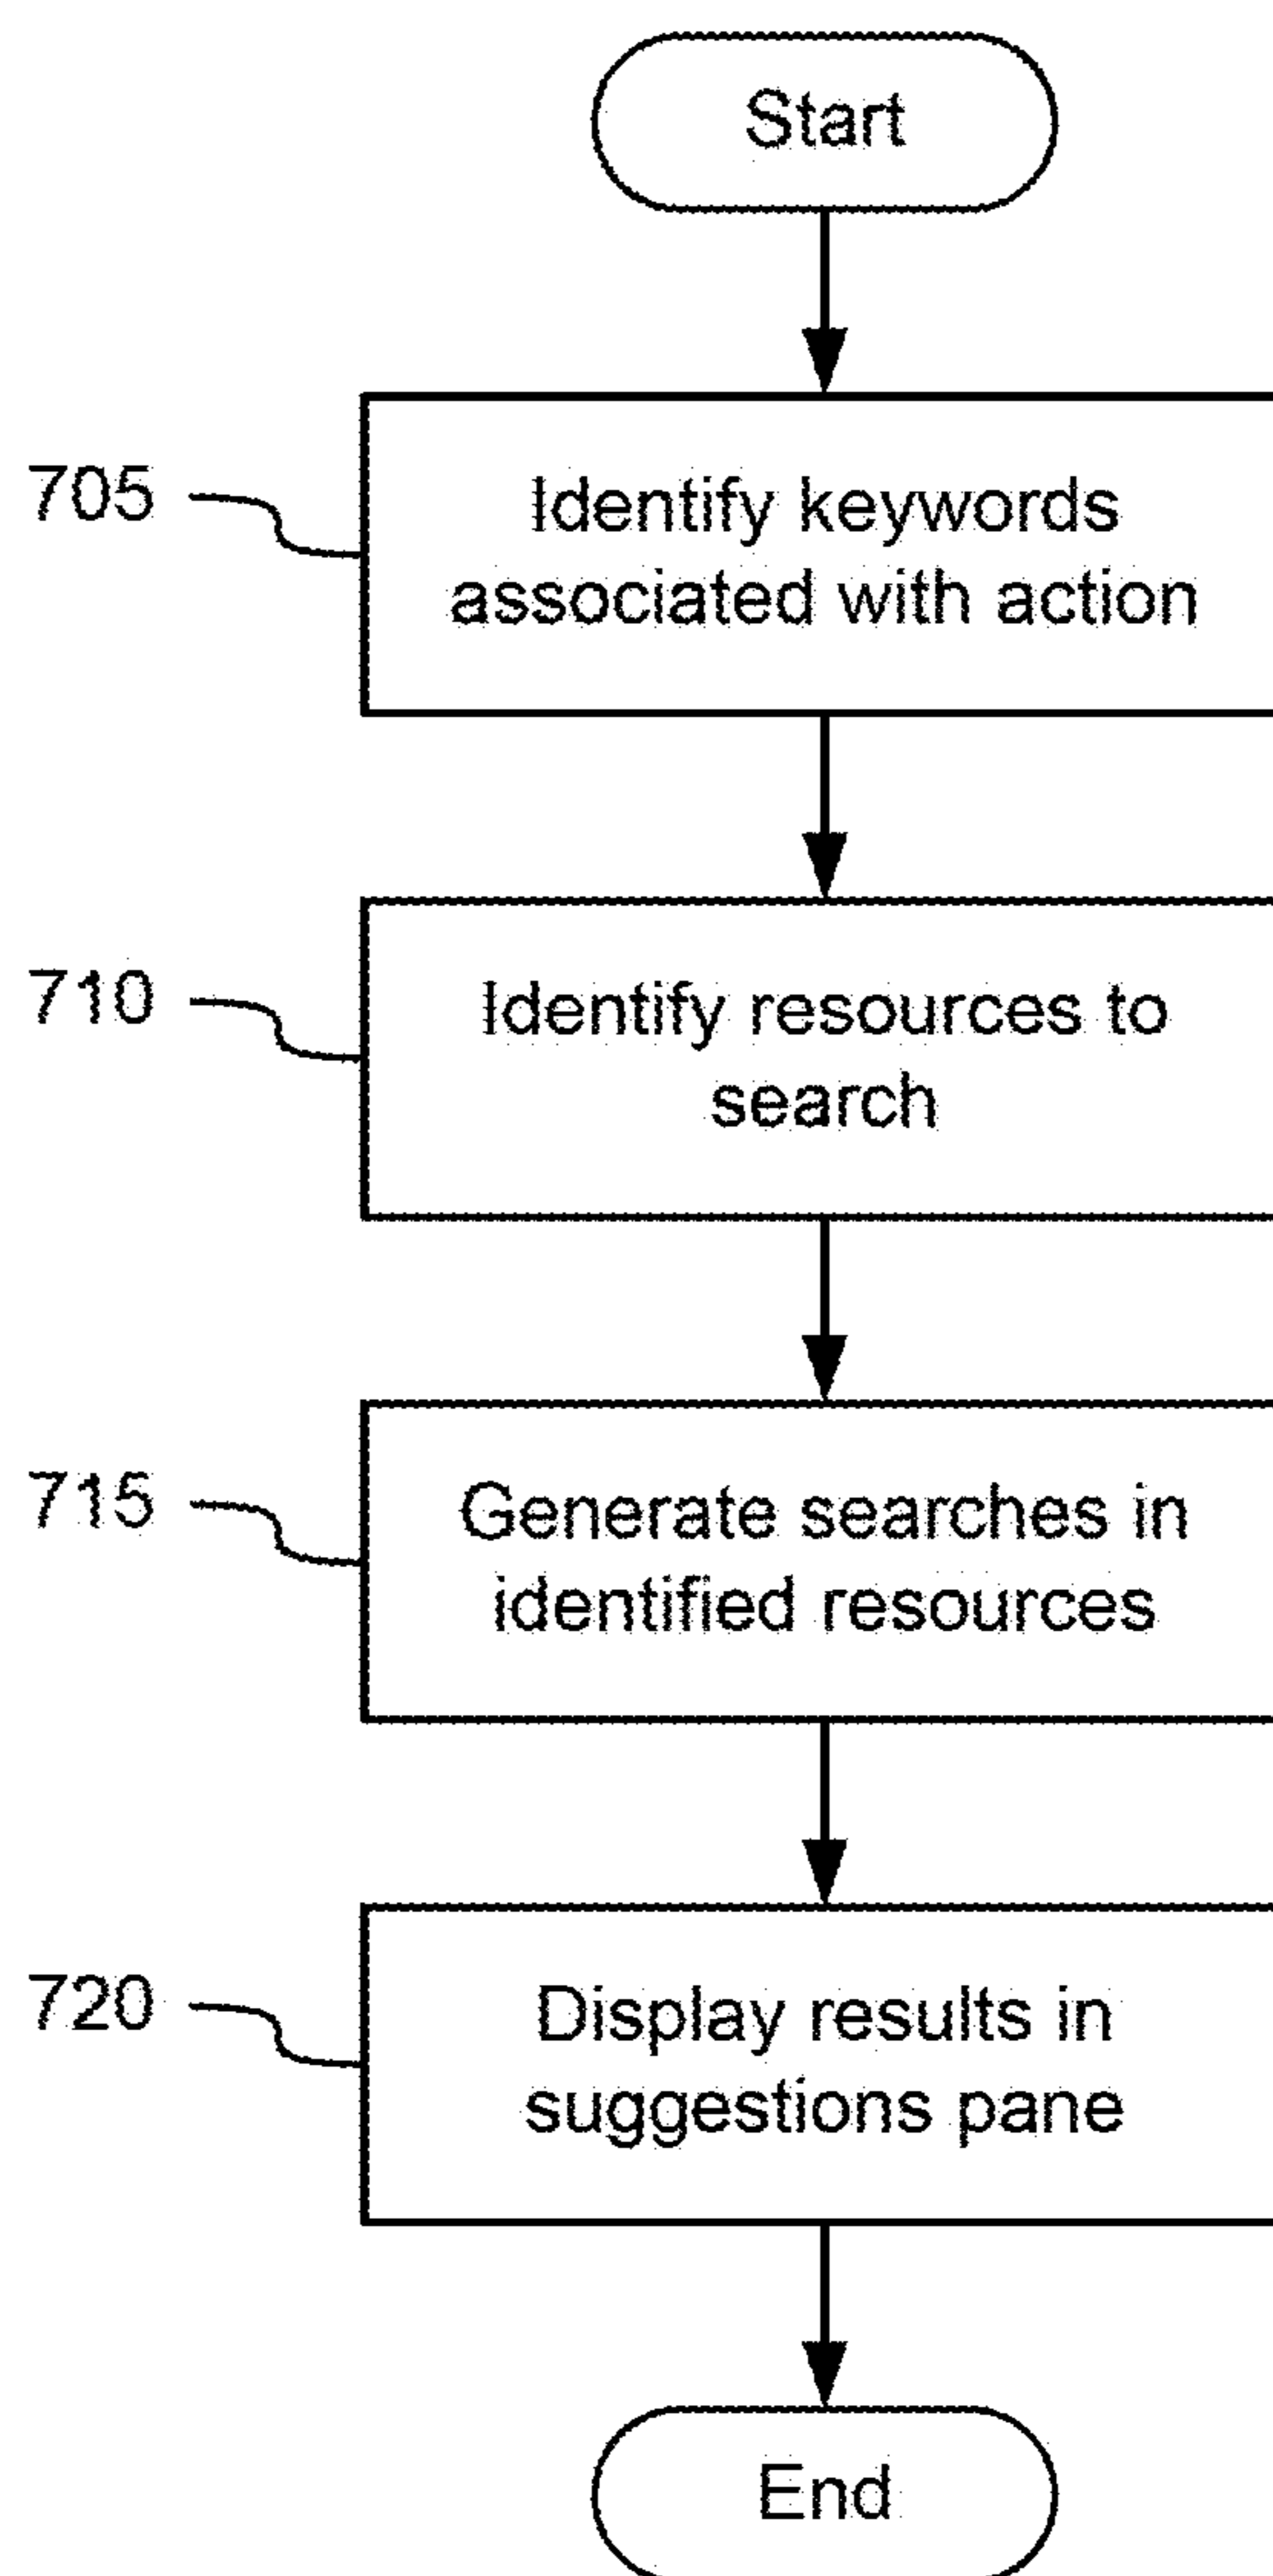 Start
705
Identify keywords
associated with action
710
Identify resources to
search
715
Generate searches in
identified resources
720
Display results in
suggestions pane
End